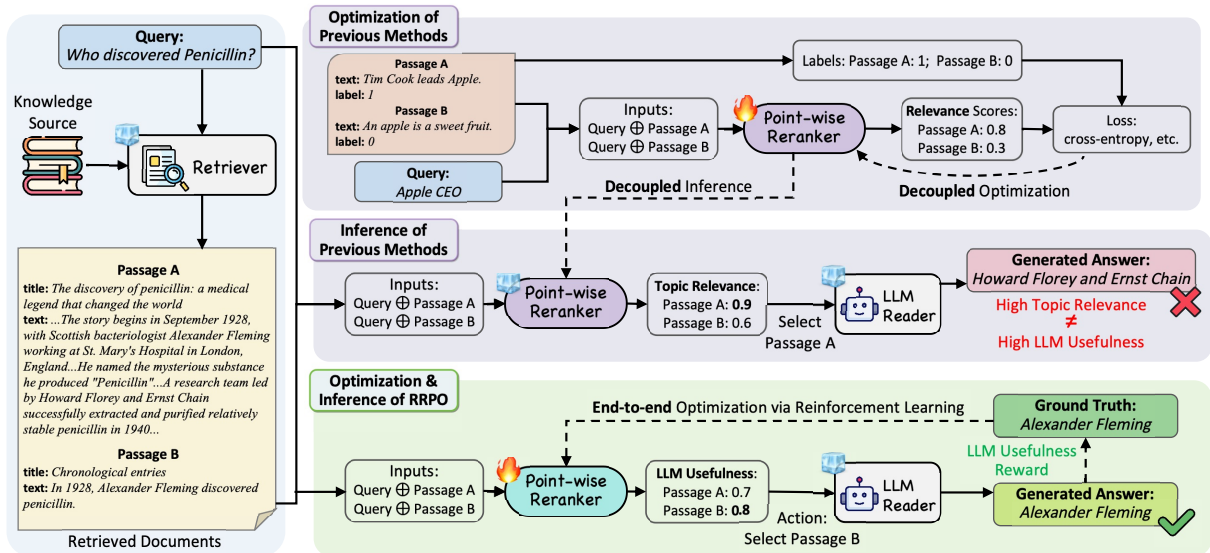 Query:
Who discovered Penicillin?
Knowledge
Source
Retriever
Passage A
title: The discovery of penicillin: a medical
legend that changed the world
text: ...The story begins in September 1928,
with Scottish bacteriologist Alexander Fleming
working at St. Mary's Hospital in London,
England...He named the mysterious substance
he produced "Penicillin"...A research team led
by Howard Florey and Ernst Chain
successfully extracted and purified relatively
stable penicillin in 1940...
Passage B
title: Chronological entries
text: In 1928, Alexander Fleming discovered
penicillin.
Retrieved Documents
Optimization of
Previous Methods
Passage A
text: Tim Cook leads Apple.
label: 1
Passage B
text: An apple is a sweet fruit.
label: 0
Query:
Apple CEO
Inputs:
Query ⊕ Passage A
Query ⊕ Passage B
Point-wise
Reranker
Labels: Passage A: 1; Passage B: 0
Relevance Scores:
Passage A: 0.8
Passage B: 0.3
Loss:
cross-entropy, etc.
Decoupled Inference
Decoupled Optimization
Inference of
Previous Methods
Inputs:
Query ⊕ Passage A
Query ⊕ Passage B
Point-wise
Reranker
Topic Relevance:
Passage A: 0.9
Passage B: 0.6
Select
Passage A
LLM
Reader
Generated Answer:
Howard Florey and Ernst Chain
High Topic Relevance
≠
High LLM Usefulness
Optimization &
Inference of RRPO
End-to-end Optimization via Reinforcement Learning
Inputs:
Query ⊕ Passage A
Query ⊕ Passage B
Point-wise
Reranker
LLM Usefulness:
Passage A: 0.7
Passage B: 0.8
Action:
Select Passage B
LLM
Reader
Ground Truth:
Alexander Fleming
LLM Usefulness
Reward
Generated Answer:
Alexander Fleming